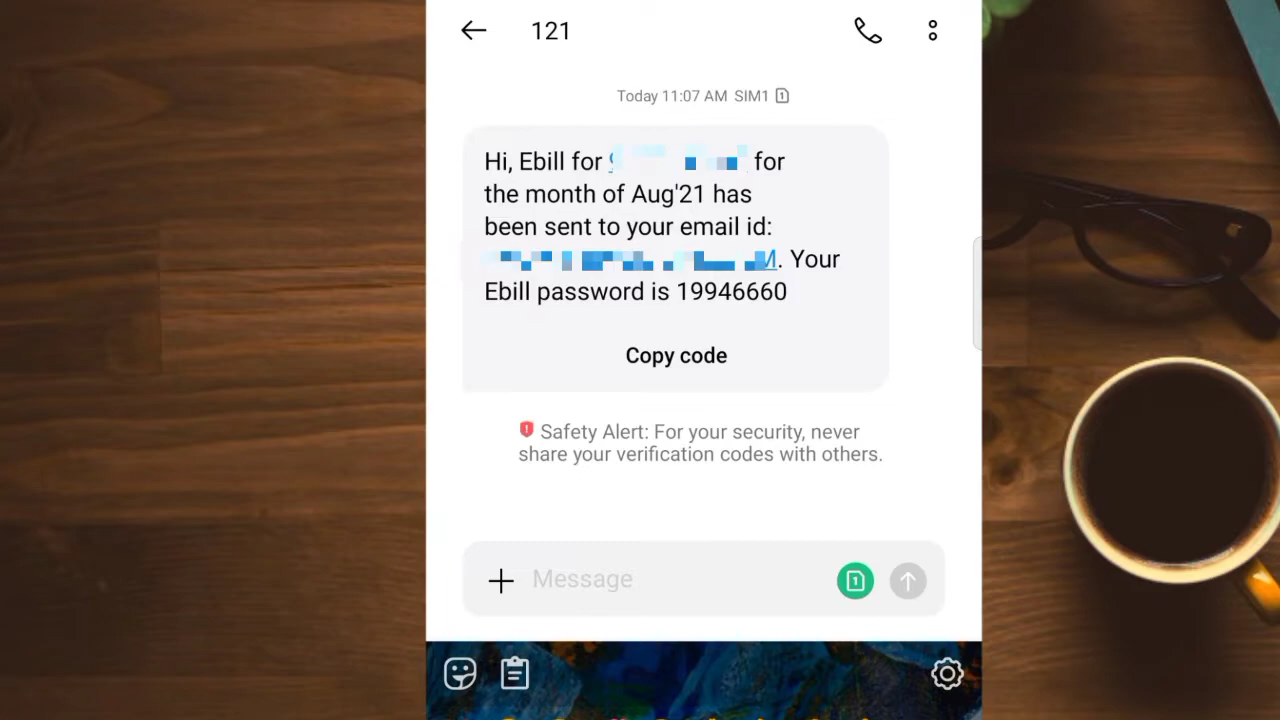 121
Today 11:07 AM SIM1 1
Hi, Ebill for for
the month of Aug'21 has
been sent to your email id:
. Your
Ebill password is 19946660
Copy code
Safety Alert: For your security, never
share your verification codes with others.
Message
1